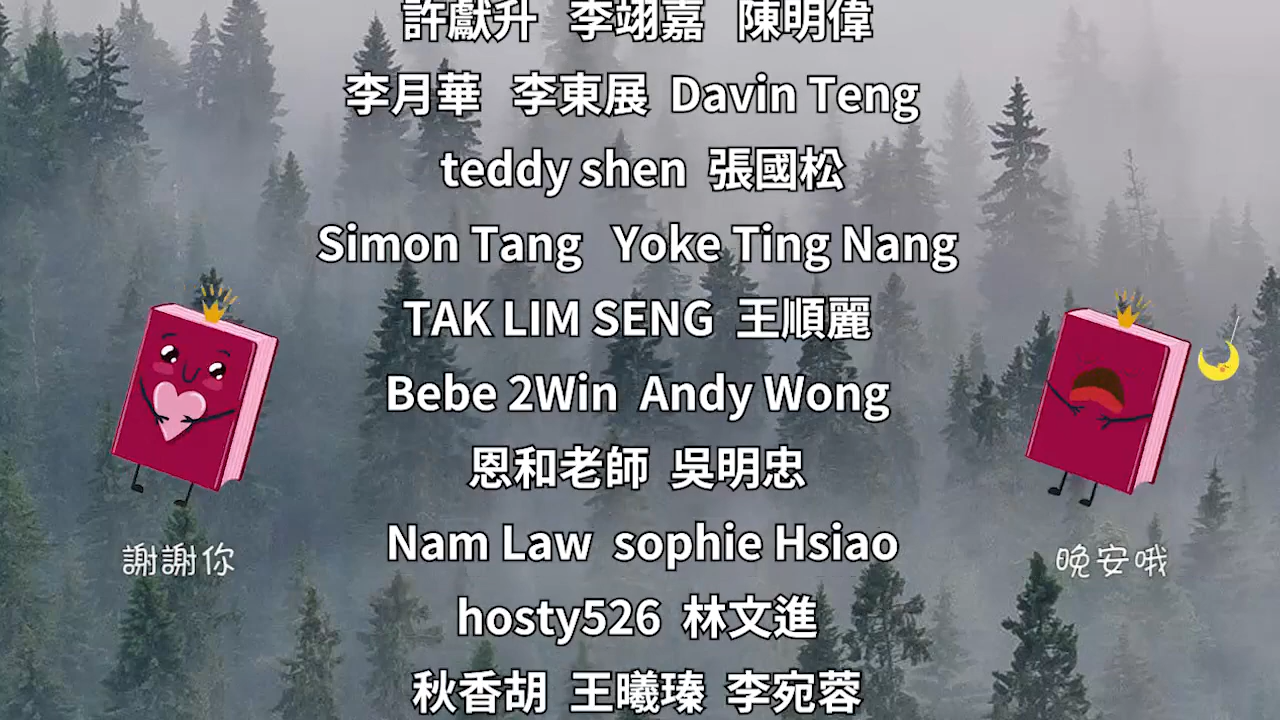 許獻升 李翊嘉 陳明偉
李月華 李東展 Davin Teng
teddy shen 張國松
Simon Tang Yoke Ting Nang
TAK LIM SENG 王順麗
Bebe 2Win Andy Wong
恩和老師 吳明忠
Nam Law sophie Hsiao
謝謝你
晚安哦
hosty526 林文進
秋香胡 王曦瑧 李宛蓉